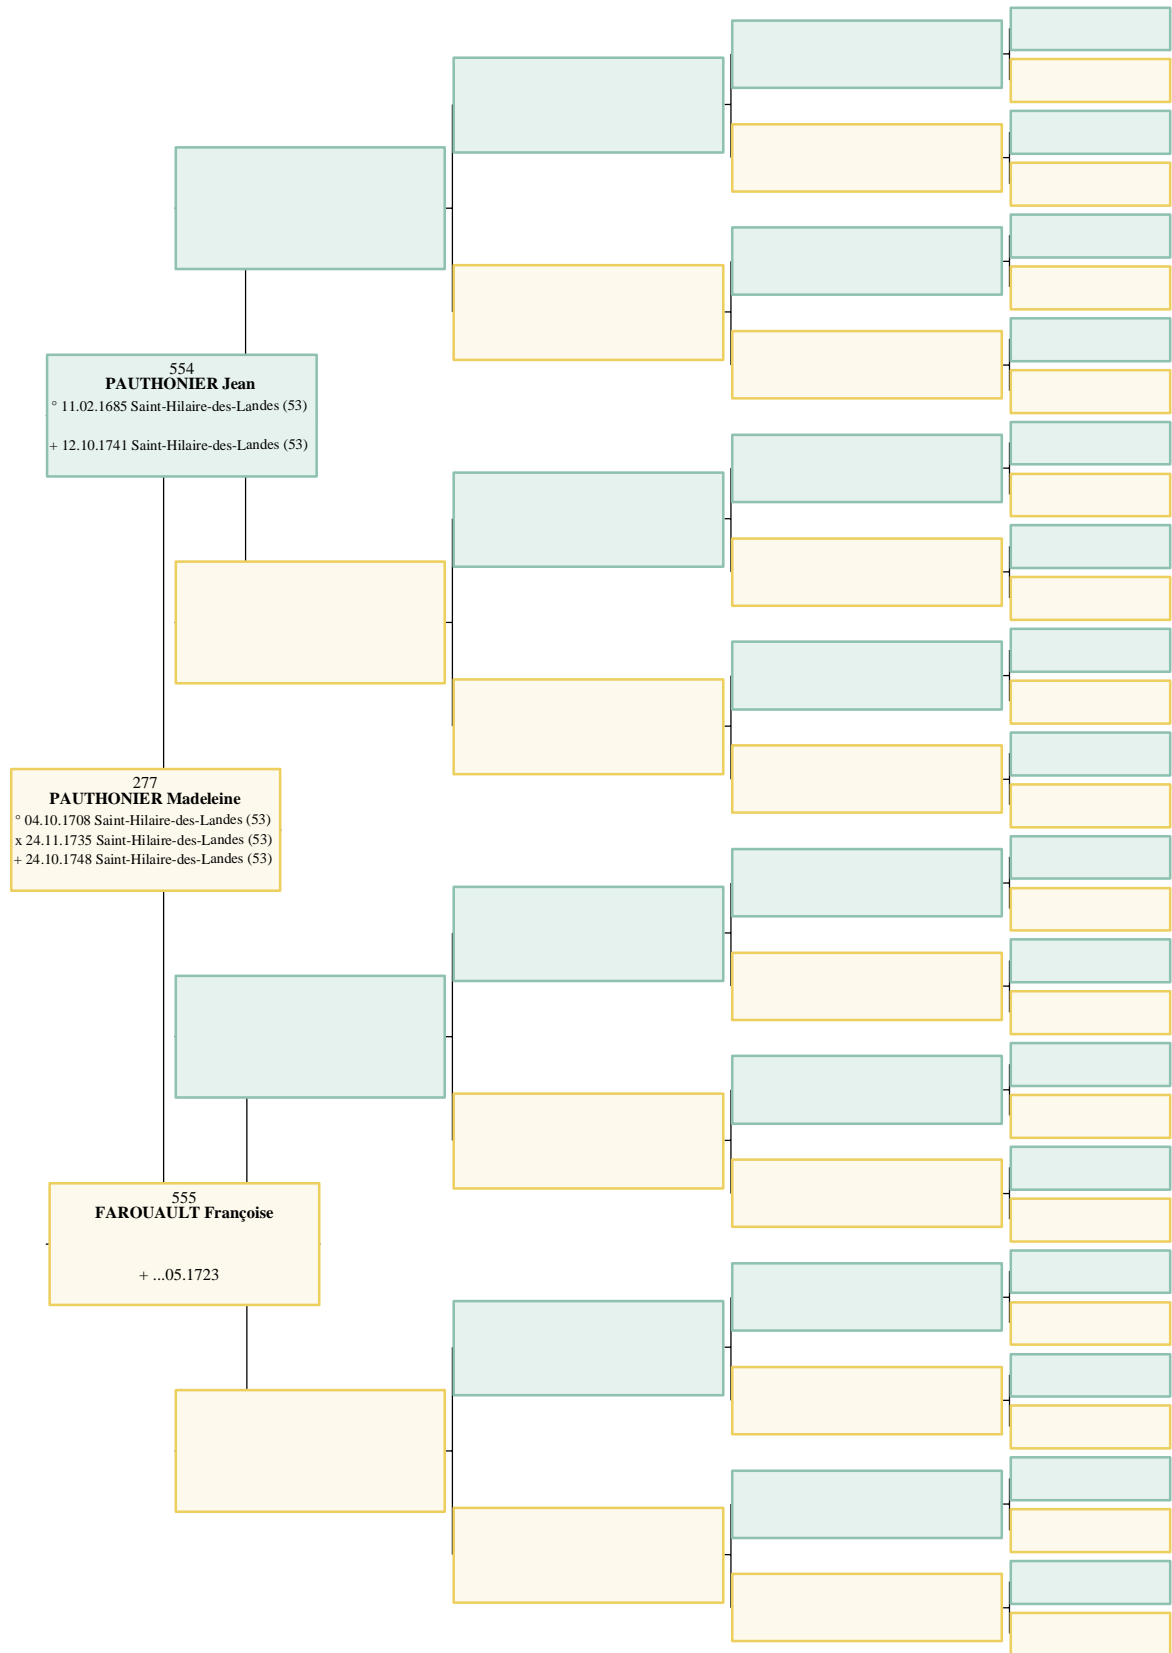 554
PAUTHONIER Jean
° 11.02.1685 Saint-Hilaire-des-Landes (53)
+ 12.10.1741 Saint-Hilaire-des-Landes (53)
277
PAUTHONIER Madeleine
° 04.10.1708 Saint-Hilaire-des-Landes (53)
x 24.11.1735 Saint-Hilaire-des-Landes (53)
+ 24.10.1748 Saint-Hilaire-des-Landes (53)
555
FAROUAULT Françoise
+ ...05.1723